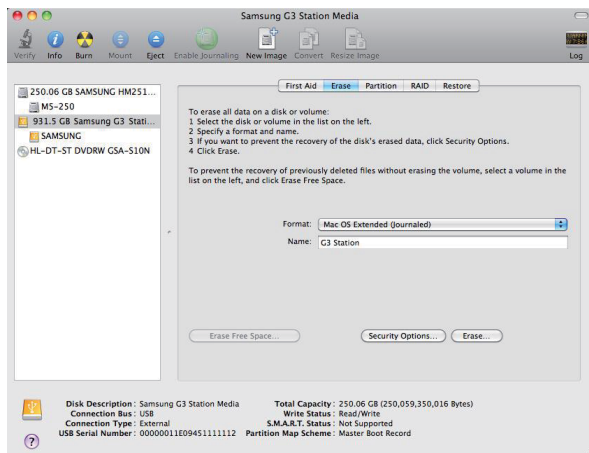 Samsung G3 Station Media
Verify Info Burn Mount Eject Enable Journaling New Image Convert Resize Image Log
First Aid Erase Partition RAID Restore
250.06 GB SAMSUNG HM251...
MS-250
931.5 GB Samsung G3 Stati...
SAMSUNG
HL-DT-ST DVDRW GSA-S10N
To erase all data on a disk or volume:
1 Select the disk or volume in the list on the left.
2 Specify a format and name.
3 If you want to prevent the recovery of the disk's erased data, click Security Options.
4 Click Erase.
To prevent the recovery of previously deleted files without erasing the volume, select a volume in the
list on the left, and click Erase Free Space.
Format: Mac OS Extended (Journaled)
Name: G3 Station
Erase Free Space... Security Options... Erase...
Disk Description : Samsung G3 Station Media Total Capacity : 250.06 GB (250,059,350,016 Bytes)
Connection Bus : USB Write Status : Read/Write
Connection Type : External S.M.A.R.T. Status : Not Supported
USB Serial Number : 00000011E09451111112 Partition Map Scheme : Master Boot Record
?